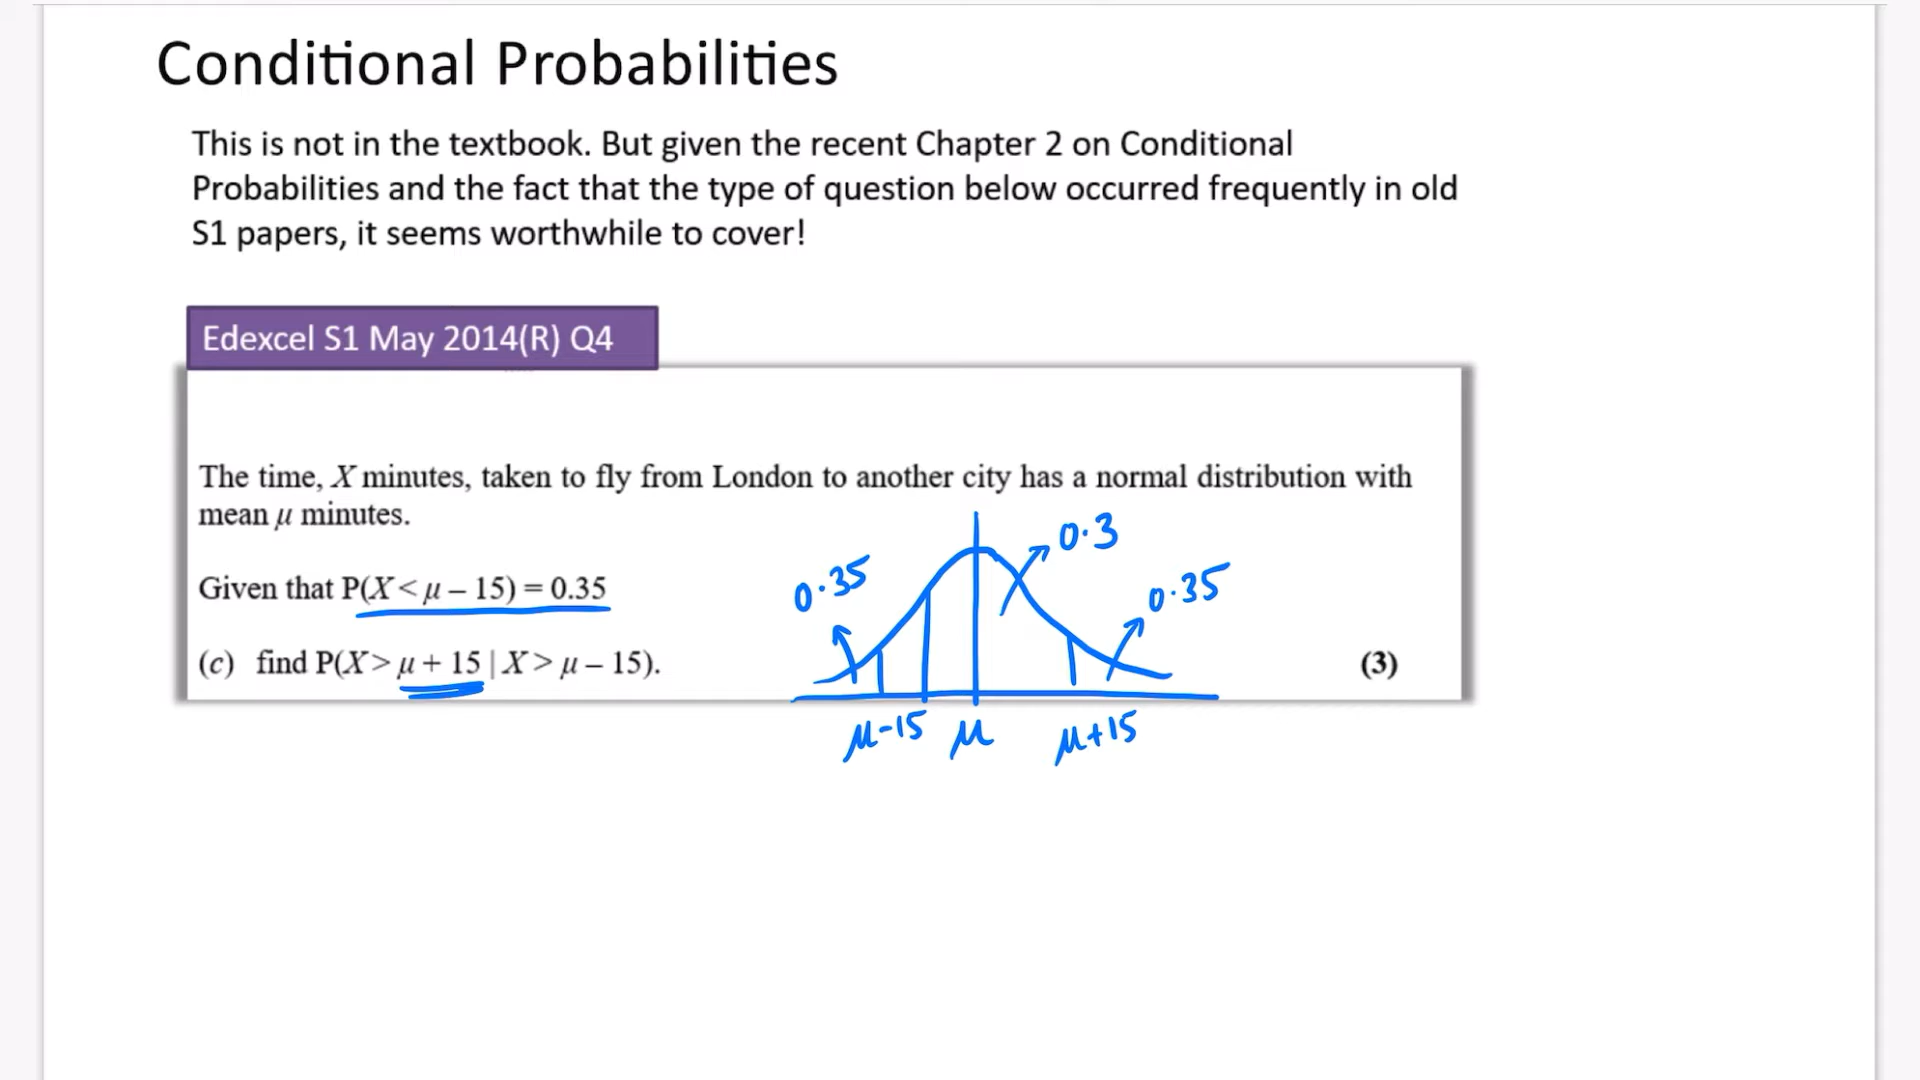 Conditional Probabilities
This is not in the textbook. But given the recent Chapter 2 on Conditional
Probabilities and the fact that the type of question below occurred frequently in old
S1 papers, it seems worthwhile to cover!
Edexcel S1 May 2014(R) Q4
The time, X minutes, taken to fly from London to another city has a normal distribution with
mean μ minutes.
0.3
0.35
0.35
Given that P(X < μ – 15) = 0.35
(c) find P(X > μ + 15 | X > μ – 15).
(3)
μ-15 μ μ+15